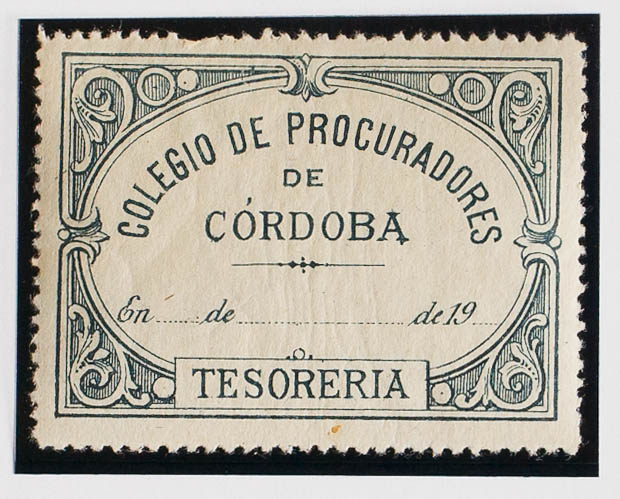 COLEGIO DE PROCURADORES
DE
CÓRDOBA
En ...... de .......................... de 19 ....
TESORERIA